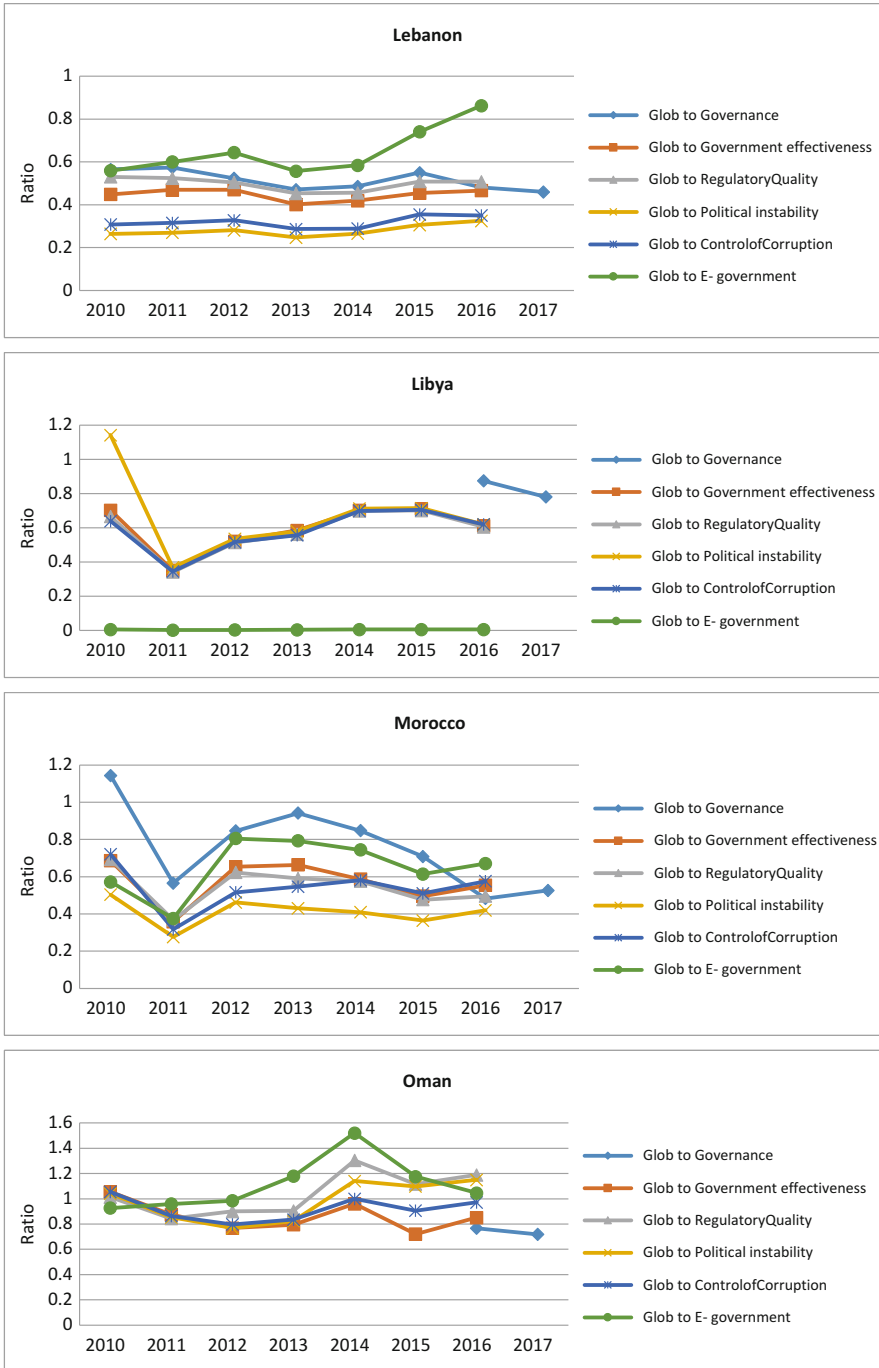 Lebanon
1
0.8
0.6
0.4
0.2
0
Ratio
2010 2011 2012 2013 2014 2015 2016 2017
Glob to Governance
Glob to Government effectiveness
Glob to RegulatoryQuality
Glob to Political instability
Glob to ControlofCorruption
Glob to E- government
Libya
1.2
1
0.8
0.6
0.4
0.2
0
Ratio
2010 2011 2012 2013 2014 2015 2016 2017
Glob to Governance
Glob to Government effectiveness
Glob to RegulatoryQuality
Glob to Political instability
Glob to ControlofCorruption
Glob to E- government
Morocco
1.2
1
0.8
0.6
0.4
0.2
0
Ratio
2010 2011 2012 2013 2014 2015 2016 2017
Glob to Governance
Glob to Government effectiveness
Glob to RegulatoryQuality
Glob to Political instability
Glob to ControlofCorruption
Glob to E- government
Oman
1.6
1.4
1.2
1
0.8
0.6
0.4
0.2
0
Ratio
2010 2011 2012 2013 2014 2015 2016 2017
Glob to Governance
Glob to Government effectiveness
Glob to RegulatoryQuality
Glob to Political instability
Glob to ControlofCorruption
Glob to E- government